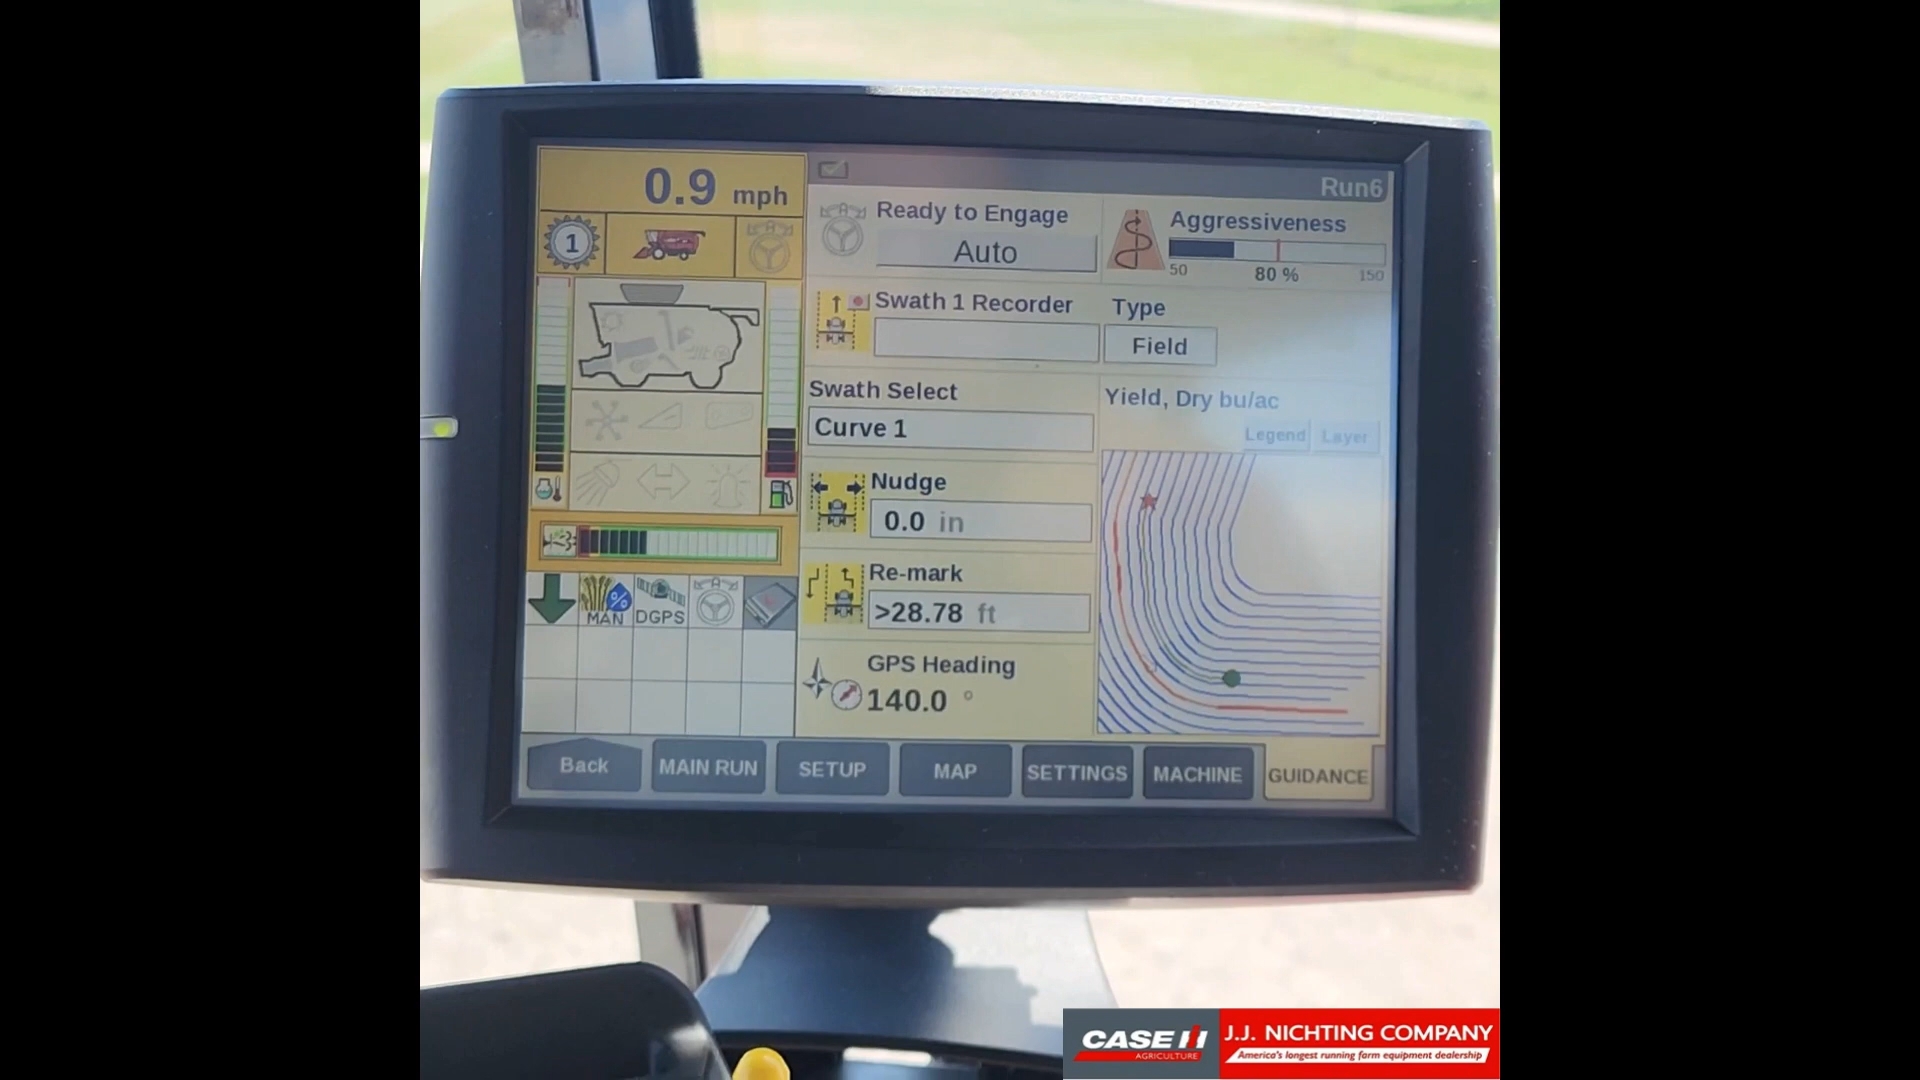 0.9 mph
1
MAN
DGPS
Run6
Ready to Engage
Auto
Aggressiveness
50
80 %
150
Swath 1 Recorder
Type
Field
Swath Select
Curve 1
Yield, Dry bu/ac
Legend
Layer
Nudge
0.0 in
Re-mark
>28.78 ft
GPS Heading
140.0 °
Back
MAIN RUN
SETUP
MAP
SETTINGS
MACHINE
GUIDANCE
CASE IH
AGRICULTURE
J.J. NICHTING COMPANY
America's longest running farm equipment dealership